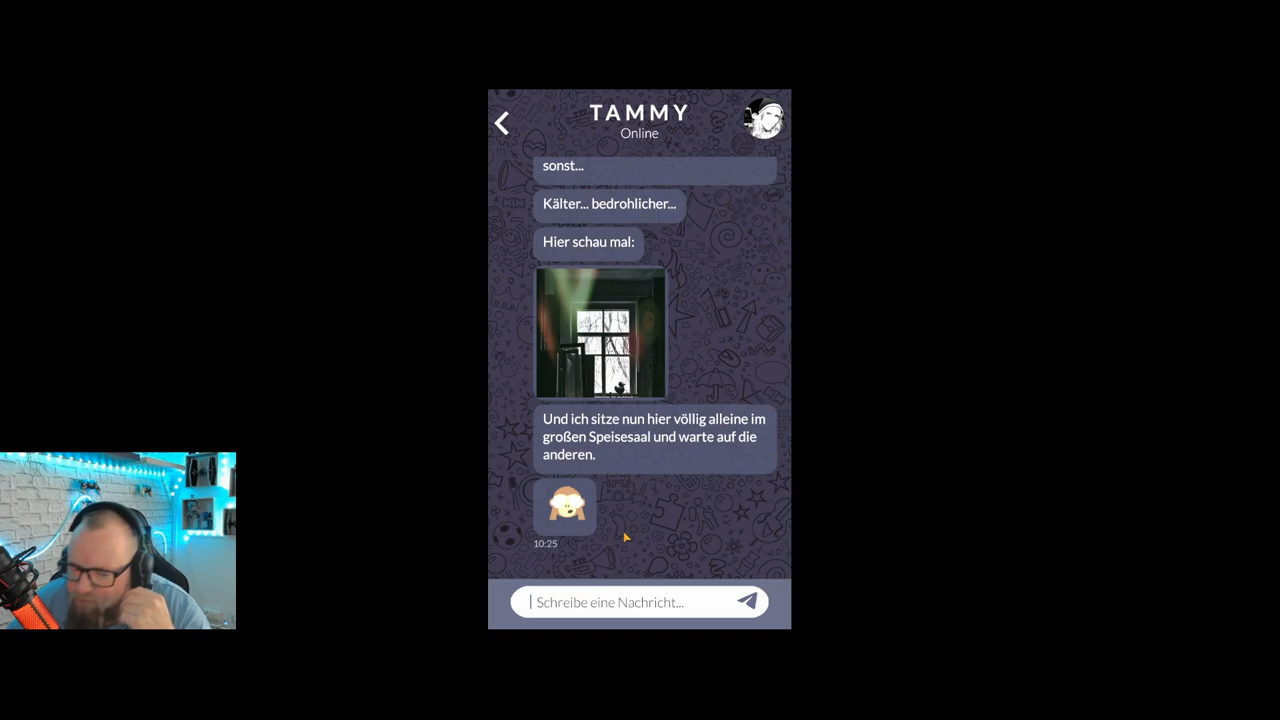 TAMMY
Online
sonst...
Kälter... bedrohlicher...
Hier schau mal:
Und ich sitze nun hier völlig alleine im
großen Speisesaal und warte auf die
anderen.
10:25
Schreibe eine Nachricht...